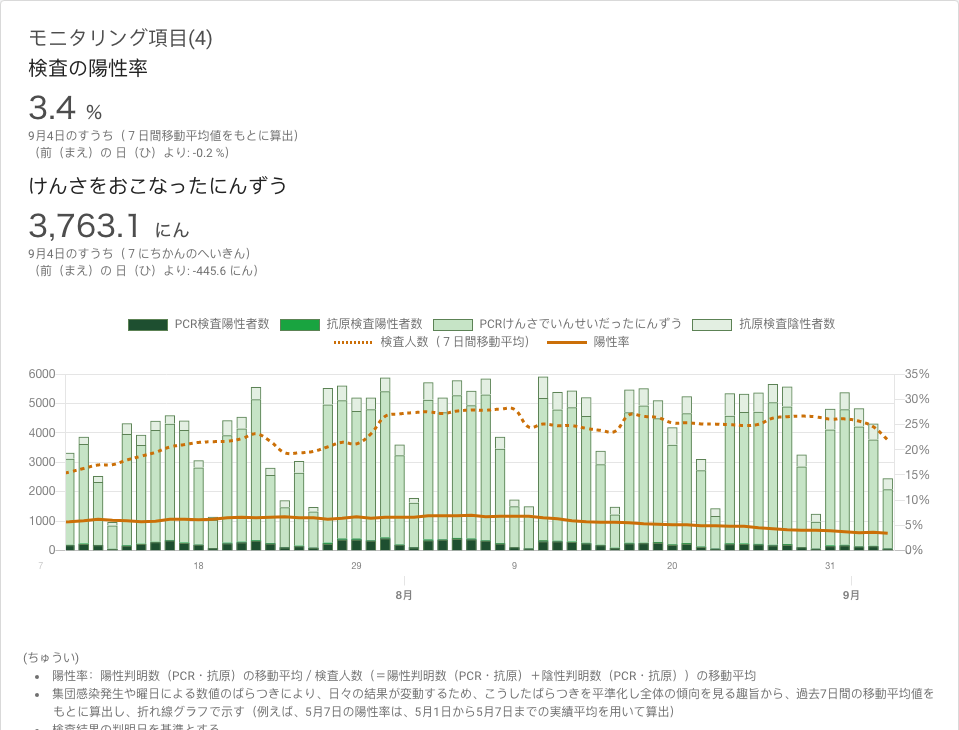 モニタリング項目(4)
検査の陽性率
3.4 %
9月4日のすうち（７日間移動平均値をもとに算出）
（前（まえ）の 日（ひ）より: -0.2 %）
けんさをおこなったにんずう
3,763.1 にん
9月4日のすうち（７にちかんのへいきん）
（前（まえ）の 日（ひ）より: -445.6 にん）
PCR検査陽性者数 抗原検査陽性者数 PCRけんさでいんせいだったにんずう 抗原検査陰性者数
検査人数（７日間移動平均） 陽性率
6000 35%
5000 30%
4000 25%
3000 20%
2000 15%
1000 10%
0 5%
0%
7 18 29 9 20 31
8月 9月
(ちゅうい)
• 陽性率：陽性判明数（PCR・抗原）の移動平均 / 検査人数（＝陽性判明数（PCR・抗原）＋陰性判明数（PCR・抗原））の移動平均
• 集団感染発生や曜日による数値のばらつきにより、日々の結果が変動するため、こうしたばらつきを平準化し全体の傾向を見る趣旨から、過去7日間の移動平均値を
もとに算出し、折れ線グラフで示す（例えば、5月7日の陽性率は、5月1日から5月7日までの実績平均を用いて算出）
• 検査結果の判明日を基準とする